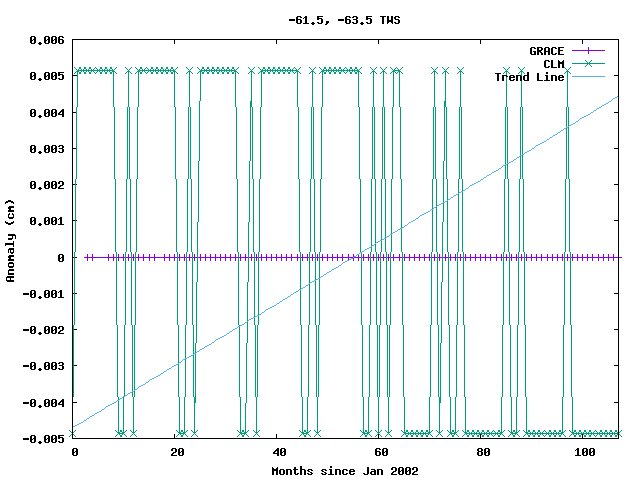 -61.5, -63.5 TWS
0.006
0.005
0.004
0.003
0.002
0.001
0
-0.001
-0.002
-0.003
-0.004
-0.005
Anomaly (cm)
GRACE
CLM
Trend Line
0 20 40 60 80 100
Months since Jan 2002